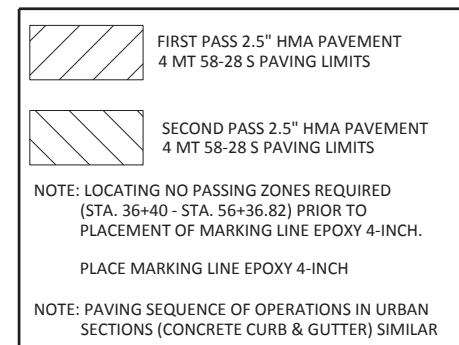 FIRST PASS 2.5" HMA PAVEMENT
4 MT 58-28 S PAVING LIMITS
SECOND PASS 2.5" HMA PAVEMENT
4 MT 58-28 S PAVING LIMITS
NOTE: LOCATING NO PASSING ZONES REQUIRED
(STA. 36+40 - STA. 56+36.82) PRIOR TO
PLACEMENT OF MARKING LINE EPOXY 4-INCH.
PLACE MARKING LINE EPOXY 4-INCH
NOTE: PAVING SEQUENCE OF OPERATIONS IN URBAN
SECTIONS (CONCRETE CURB & GUTTER) SIMILAR